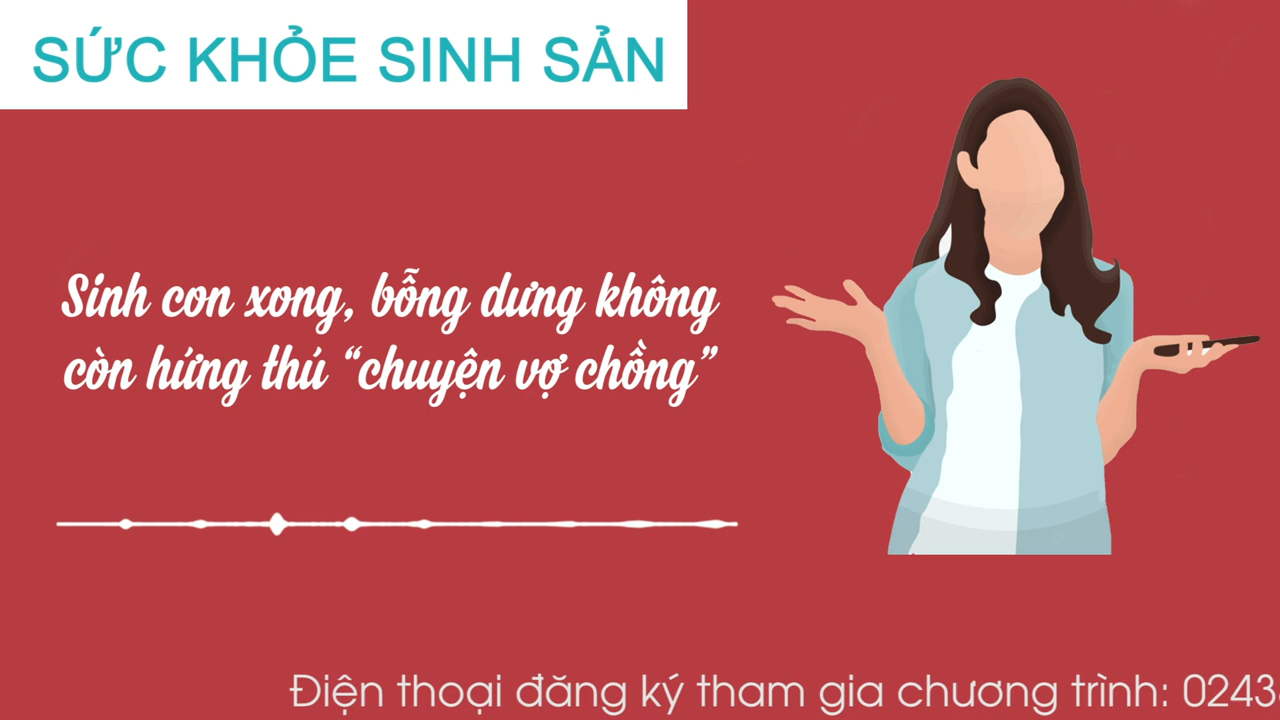 SỨC KHỎE SINH SẢN
Sinh con xong, bỗng dưng không
còn hứng thú “chuyện vợ chồng”
Điện thoại đăng ký tham gia chương trình: 0243